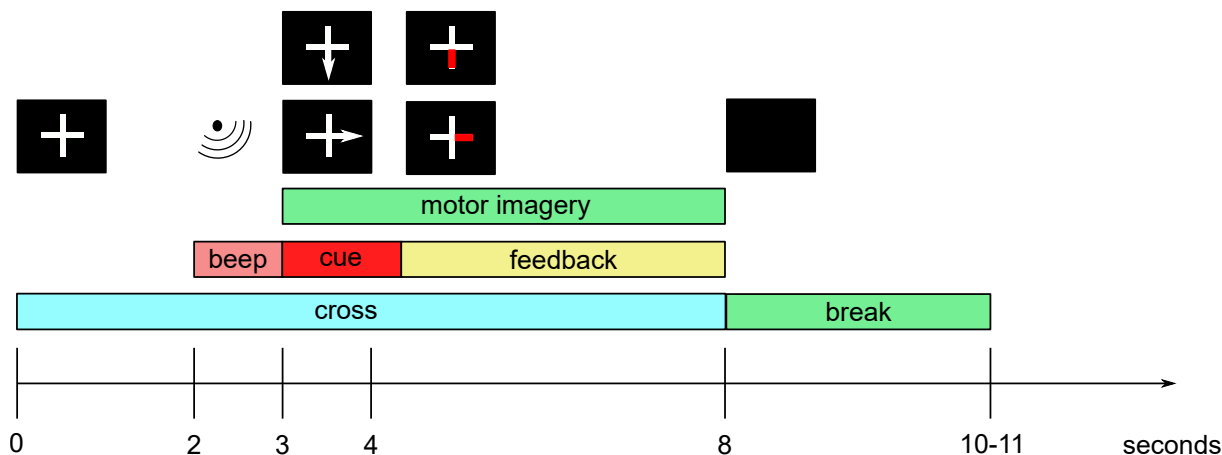 motor imagery
beep cue feedback
cross break
0 2 3 4 8 10-11 seconds